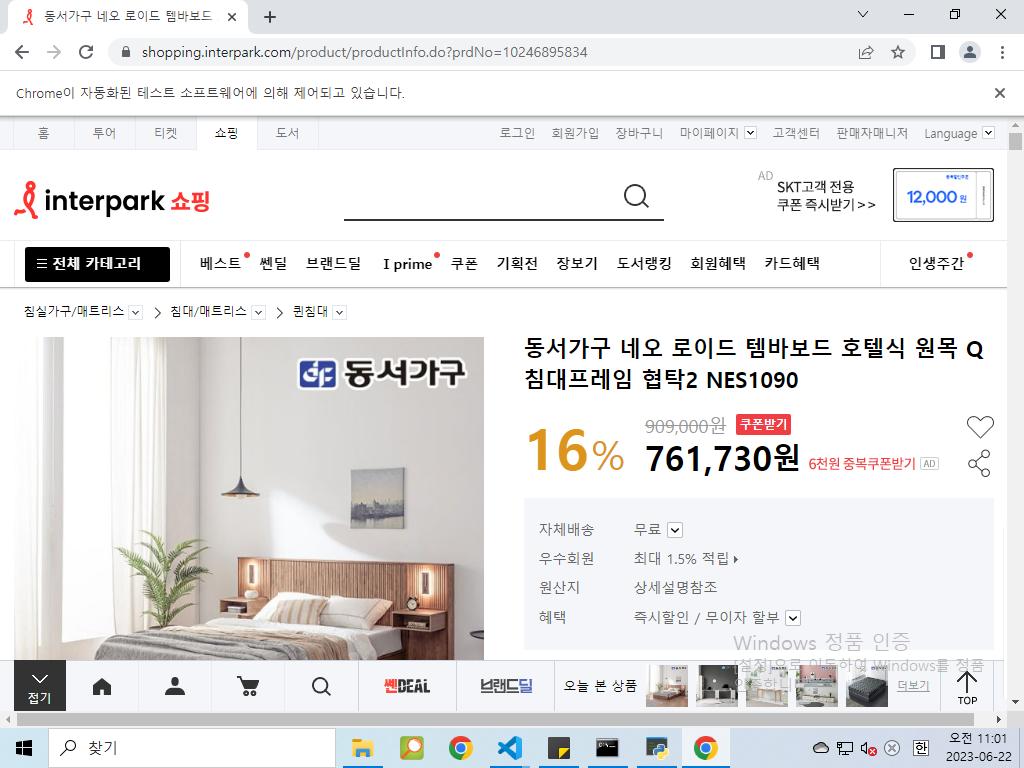 동서가구 네오 로이드 템바보드
shopping.interpark.com/product/productInfo.do?prdNo=10246895834
Chrome이 자동화된 테스트 소프트웨어에 의해 제어되고 있습니다.
홈 투어 티켓 쇼핑 도서 로그인 회원가입 장바구니 마이페이지 고객센터 판매자매니저 Language
interpark 쇼핑
AD SKT고객 전용
쿠폰 즉시받기>>
12,000 원
전체 카테고리 베스트 쎈딜 브랜드딜 I prime 쿠폰 기획전 장보기 도서랭킹 회원혜택 카드혜택 인생주간
침실가구/매트리스 > 침대/매트리스 > 퀸침대
동서가구
동서가구 네오 로이드 템바보드 호텔식 원목 Q
침대프레임 협탁2 NES1090
16%
909,000원 쿠폰받기
761,730원 6천원 중복쿠폰받기 AD
자체배송 무료
우수회원 최대 1.5% 적립
원산지 상세설명참조
혜택 즉시할인 / 무이자 할부
Windows 정품 인증
[설정]으로 이동하여 Windows를 정품
접기
쎈DEAL
브랜드딜
오늘 본 상품
더보기
TOP
찾기
한
오전 11:01
2023-06-22